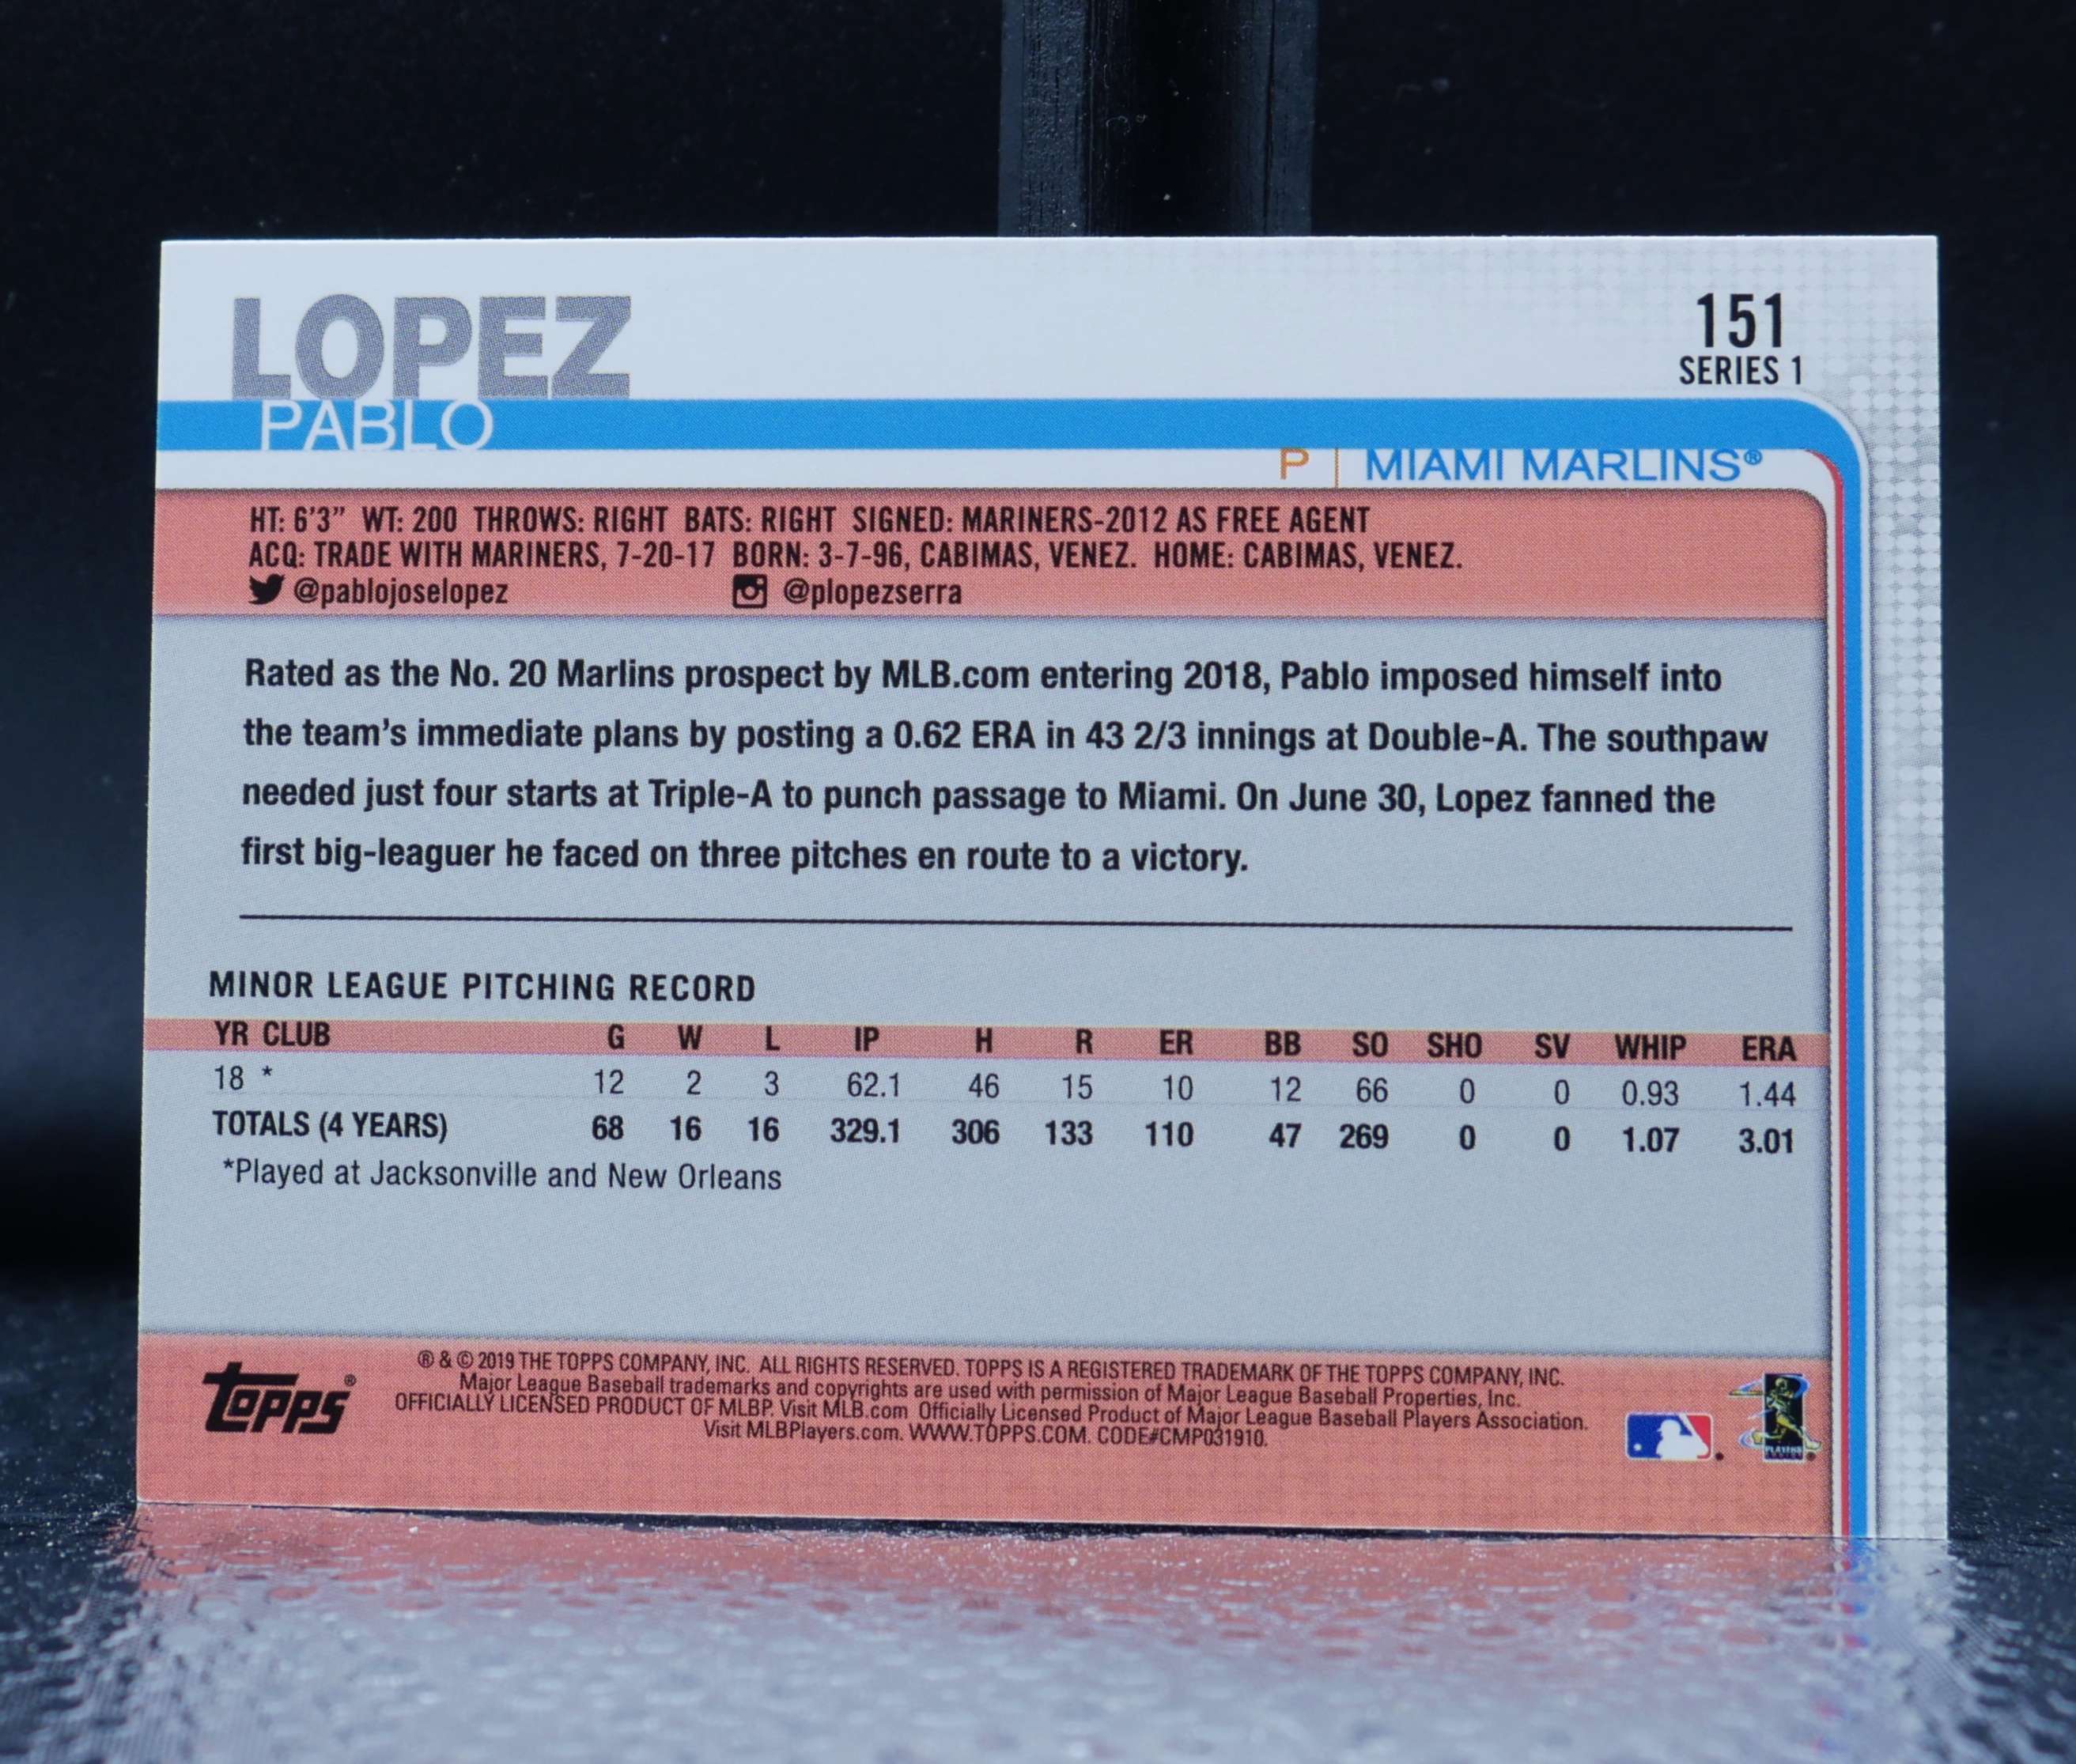 LOPEZ
151
SERIES 1
PABLO
P | MIAMI MARLINS®
HT: 6'3" WT: 200 THROWS: RIGHT BATS: RIGHT SIGNED: MARINERS-2012 AS FREE AGENT
ACQ: TRADE WITH MARINERS, 7-20-17 BORN: 3-7-96, CABIMAS, VENEZ. HOME: CABIMAS, VENEZ.
@pablojoselopez @plopezserra
Rated as the No. 20 Marlins prospect by MLB.com entering 2018, Pablo imposed himself into
the team's immediate plans by posting a 0.62 ERA in 43 2/3 innings at Double-A. The southpaw
needed just four starts at Triple-A to punch passage to Miami. On June 30, Lopez fanned the
first big-leaguer he faced on three pitches en route to a victory.
MINOR LEAGUE PITCHING RECORD
YR CLUB G W L IP H R ER BB SO SHO SV WHIP ERA
18 * 12 2 3 62.1 46 15 10 12 66 0 0 0.93 1.44
TOTALS (4 YEARS) 68 16 16 329.1 306 133 110 47 269 0 0 1.07 3.01
*Played at Jacksonville and New Orleans
topps®
® & © 2019 THE TOPPS COMPANY, INC. ALL RIGHTS RESERVED. TOPPS IS A REGISTERED TRADEMARK OF THE TOPPS COMPANY, INC.
Major League Baseball trademarks and copyrights are used with permission of Major League Baseball Properties, Inc.
OFFICIALLY LICENSED PRODUCT OF MLBP. Visit MLB.com Officially Licensed Product of Major League Baseball Players Association.
Visit MLBPlayers.com. WWW.TOPPS.COM. CODE#CMP031910.
PLAYERS